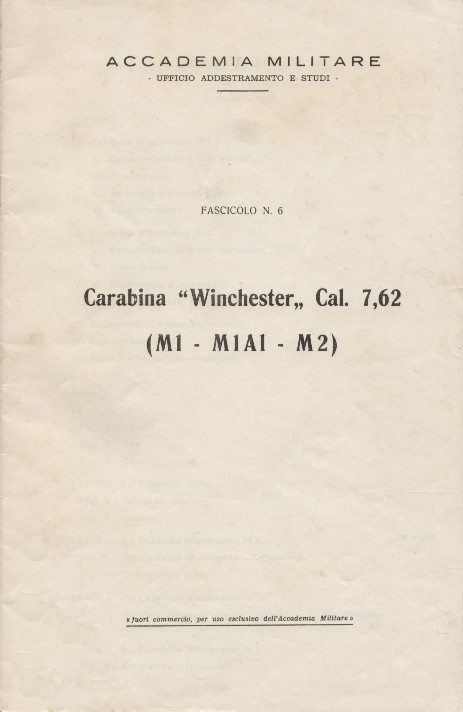 ACCADEMIA MILITARE
- UFFICIO ADDESTRAMENTO E STUDI -
FASCICOLO N. 6
Carabina “Winchester„ Cal. 7,62
(M1 - M1A1 - M2)
« fuori commercio, per uso esclusivo dell'Accademia Militare »